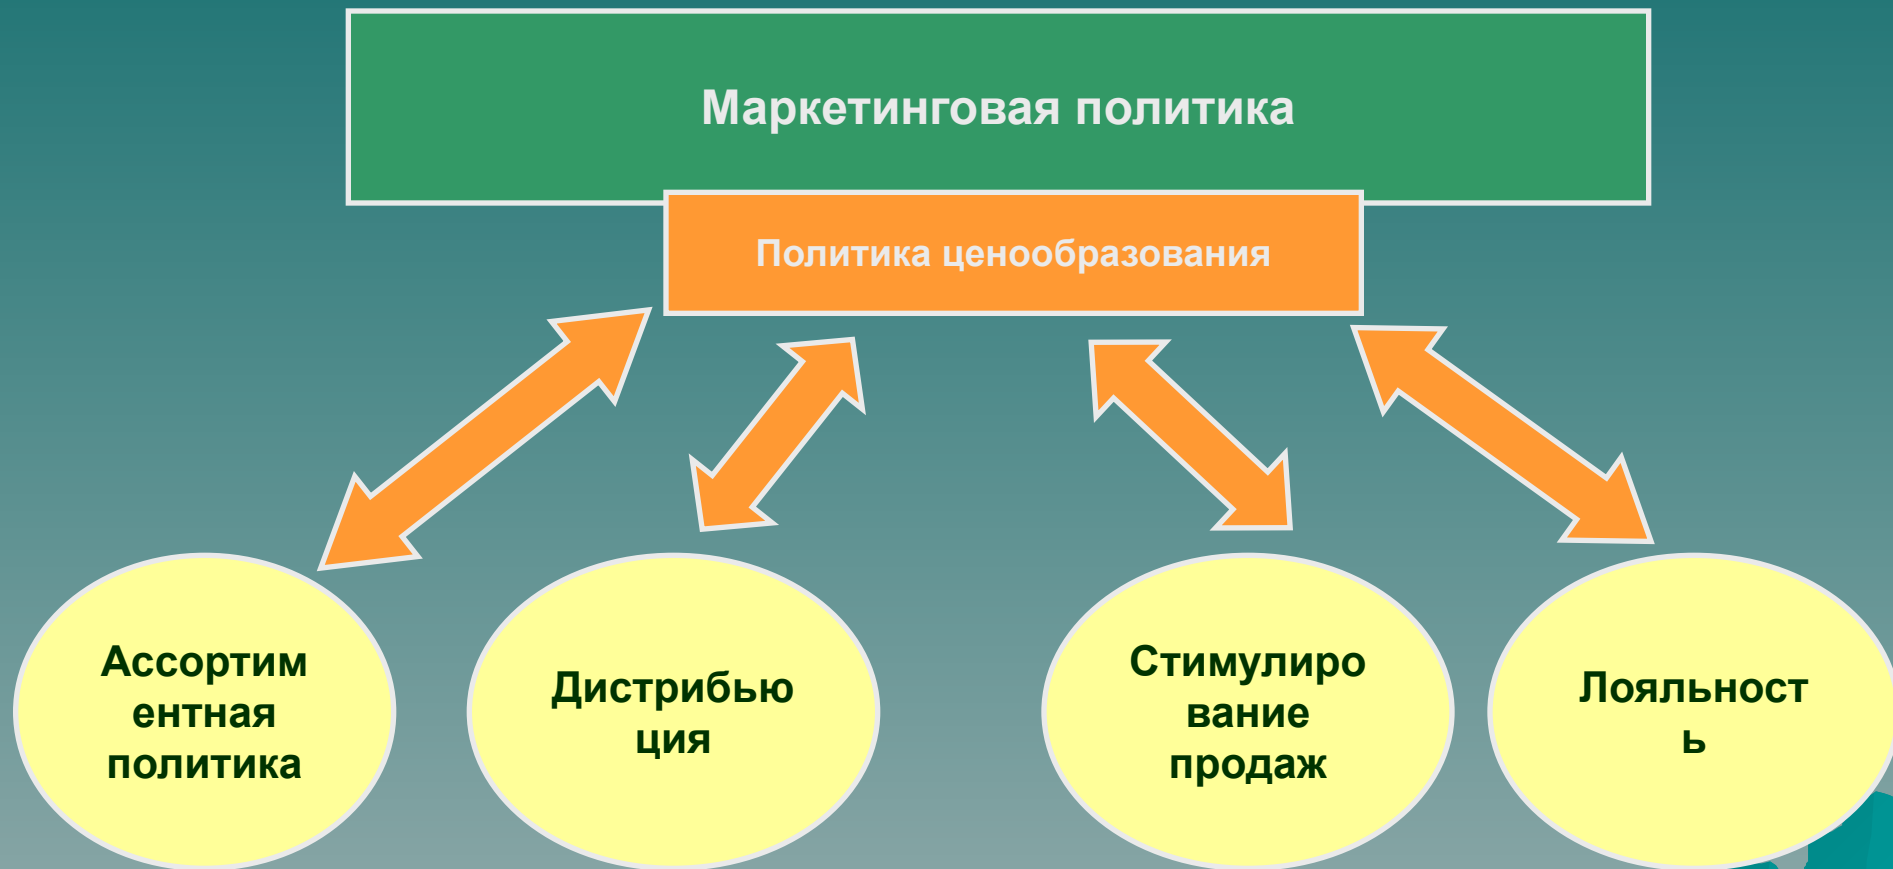 Маркетинговая политика
Политика ценообразования
Ассортим
ентная
политика
Дистрибью
ция
Стимулиро
вание
продаж
Лояльност
ь